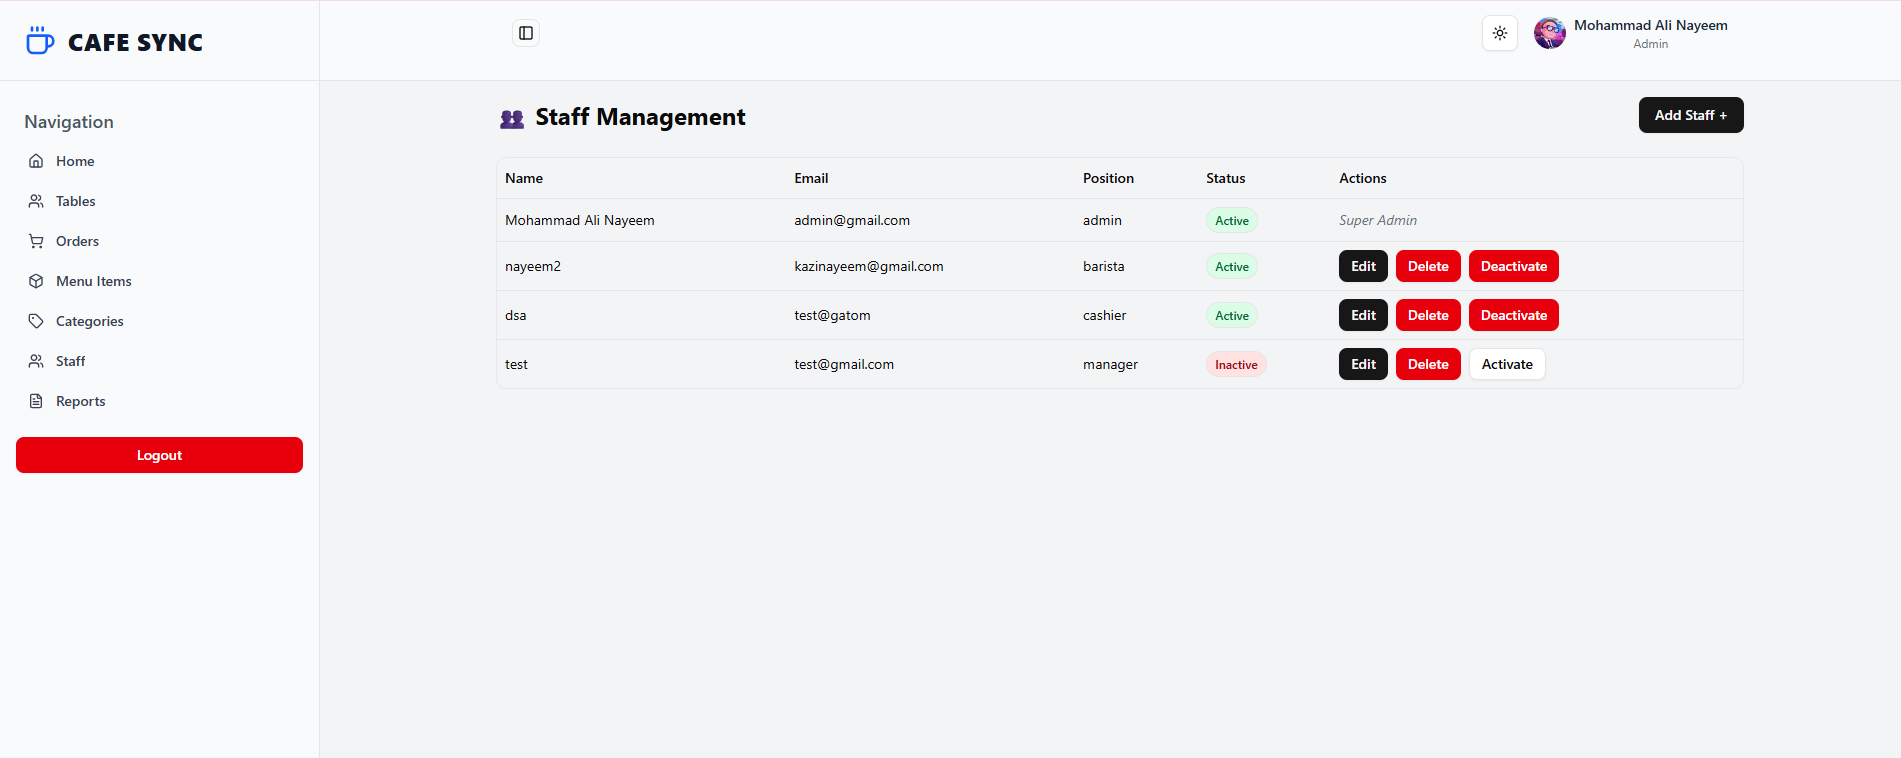 CAFE SYNC
Mohammad Ali Nayeem
Admin
Navigation
Home
Tables
Orders
Menu Items
Categories
Staff
Reports
Logout
Staff Management
Add Staff +
Name Email Position Status Actions
Mohammad Ali Nayeem admin@gmail.com admin Active Super Admin
nayeem2 kazinayeem@gmail.com barista Active Edit Delete Deactivate
dsa test@gatom cashier Active Edit Delete Deactivate
test test@gmail.com manager Inactive Edit Delete Activate